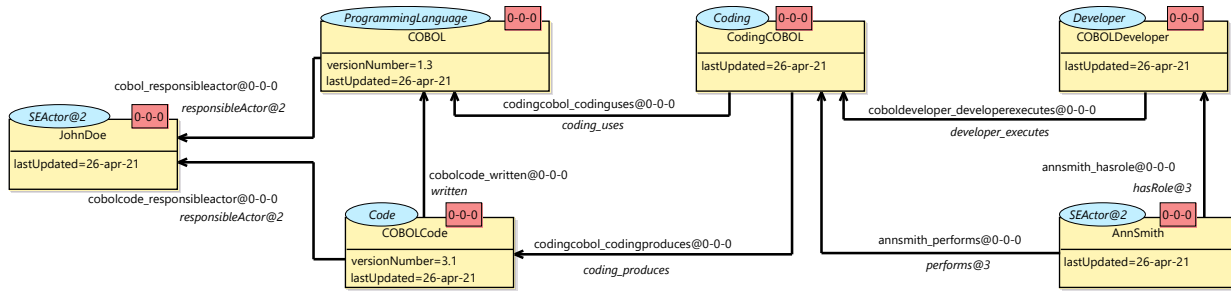 ProgrammingLanguage
0-0-0
COBOL
versionNumber=1.3
lastUpdated=26-apr-21
Coding
0-0-0
CodingCOBOL
lastUpdated=26-apr-21
Developer
0-0-0
COBOLDeveloper
lastUpdated=26-apr-21
cobol_responsibleactor@0-0-0
responsibleActor@2
codingcobol_codinguses@0-0-0
coding_uses
coboldeveloper_developerexecutes@0-0-0
developer_executes
SEActor@2
0-0-0
JohnDoe
lastUpdated=26-apr-21
cobolcode_responsibleactor@0-0-0
responsibleActor@2
cobolcode_written@0-0-0
written
annsmith_hasrole@0-0-0
hasRole@3
Code
0-0-0
COBOLCode
versionNumber=3.1
lastUpdated=26-apr-21
codingcobol_codingproduces@0-0-0
coding_produces
annsmith_performs@0-0-0
performs@3
SEActor@2
0-0-0
AnnSmith
lastUpdated=26-apr-21